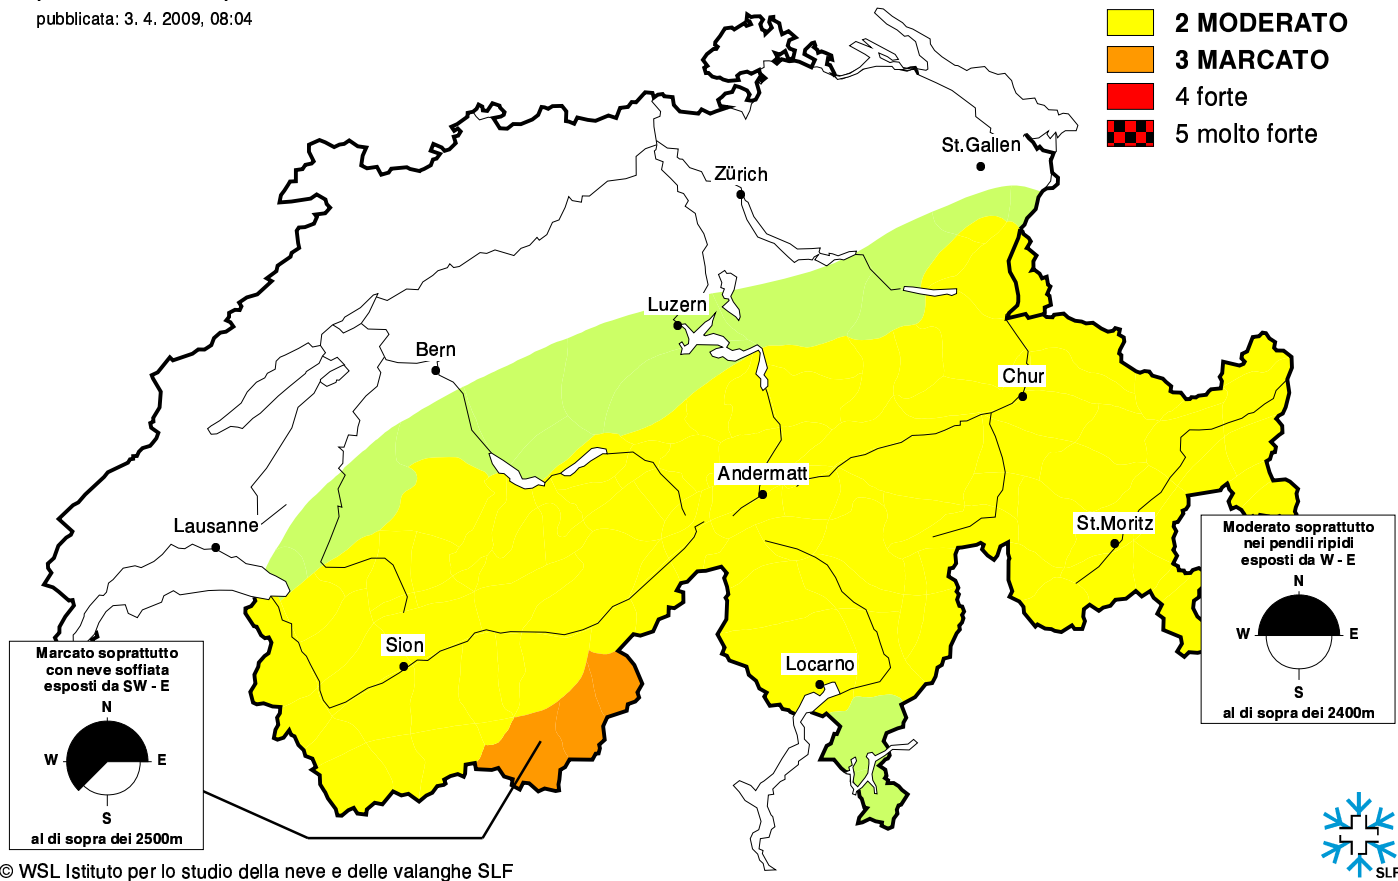 pubblicata: 3. 4. 2009, 08:04
2 MODERATO
3 MARCATO
4 forte
5 molto forte
St.Gallen
Zürich
Luzern
Bern
Chur
Andermatt
Lausanne
St.Moritz
Sion
Locarno
Moderato soprattutto
nei pendii ripidi
esposti da W - E
N
W E
S
al di sopra dei 2400m
Marcato soprattutto
con neve soffiata
esposti da SW - E
N
W E
S
al di sopra dei 2500m
© WSL Istituto per lo studio della neve e delle valanghe SLF
SLF